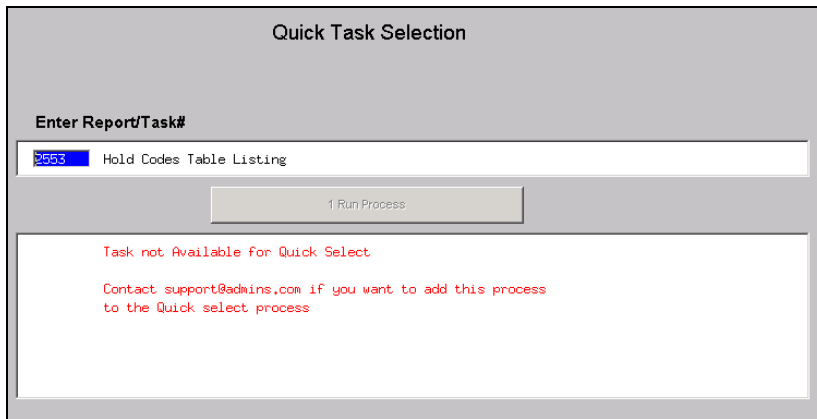 Quick Task Selection
Enter Report/Task#
2553 Hold Codes Table Listing
1 Run Process
Task not Available for Quick Select
Contact support@admins.com if you want to add this process
to the Quick select process